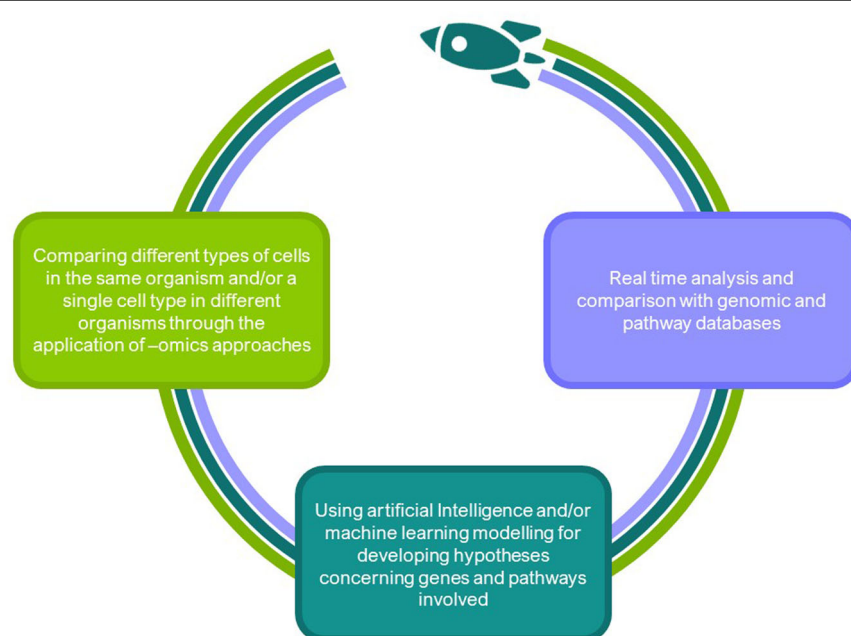 Comparing different types of cells
in the same organism and/or a
single cell type in different
organisms through the
application of –omics approaches
Real time analysis and
comparison with genomic and
pathway databases
Using artificial Intelligence and/or
machine learning modelling for
developing hypotheses
concerning genes and pathways
involved